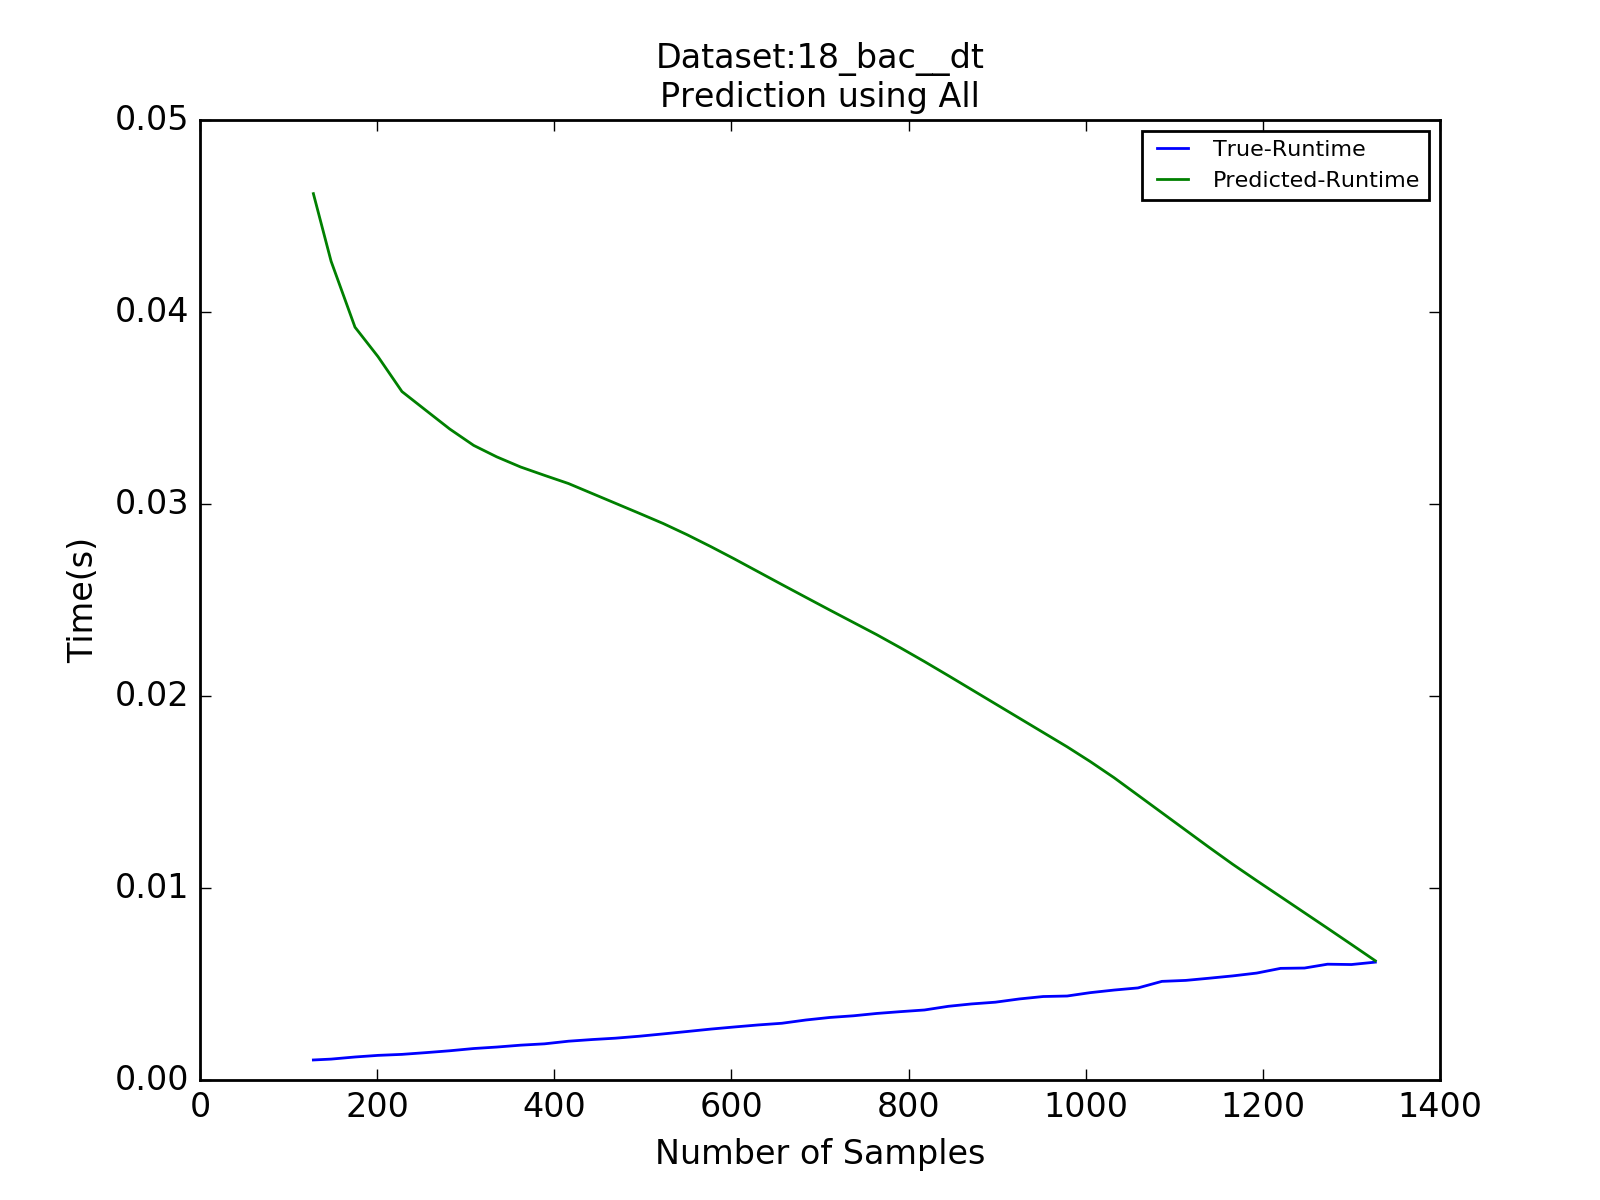 Dataset:18_bac__dt
Prediction using All
0.05
0.04
0.03
0.02
0.01
0.00
Time(s)
True-Runtime
Predicted-Runtime
0 200 400 600 800 1000 1200 1400
Number of Samples